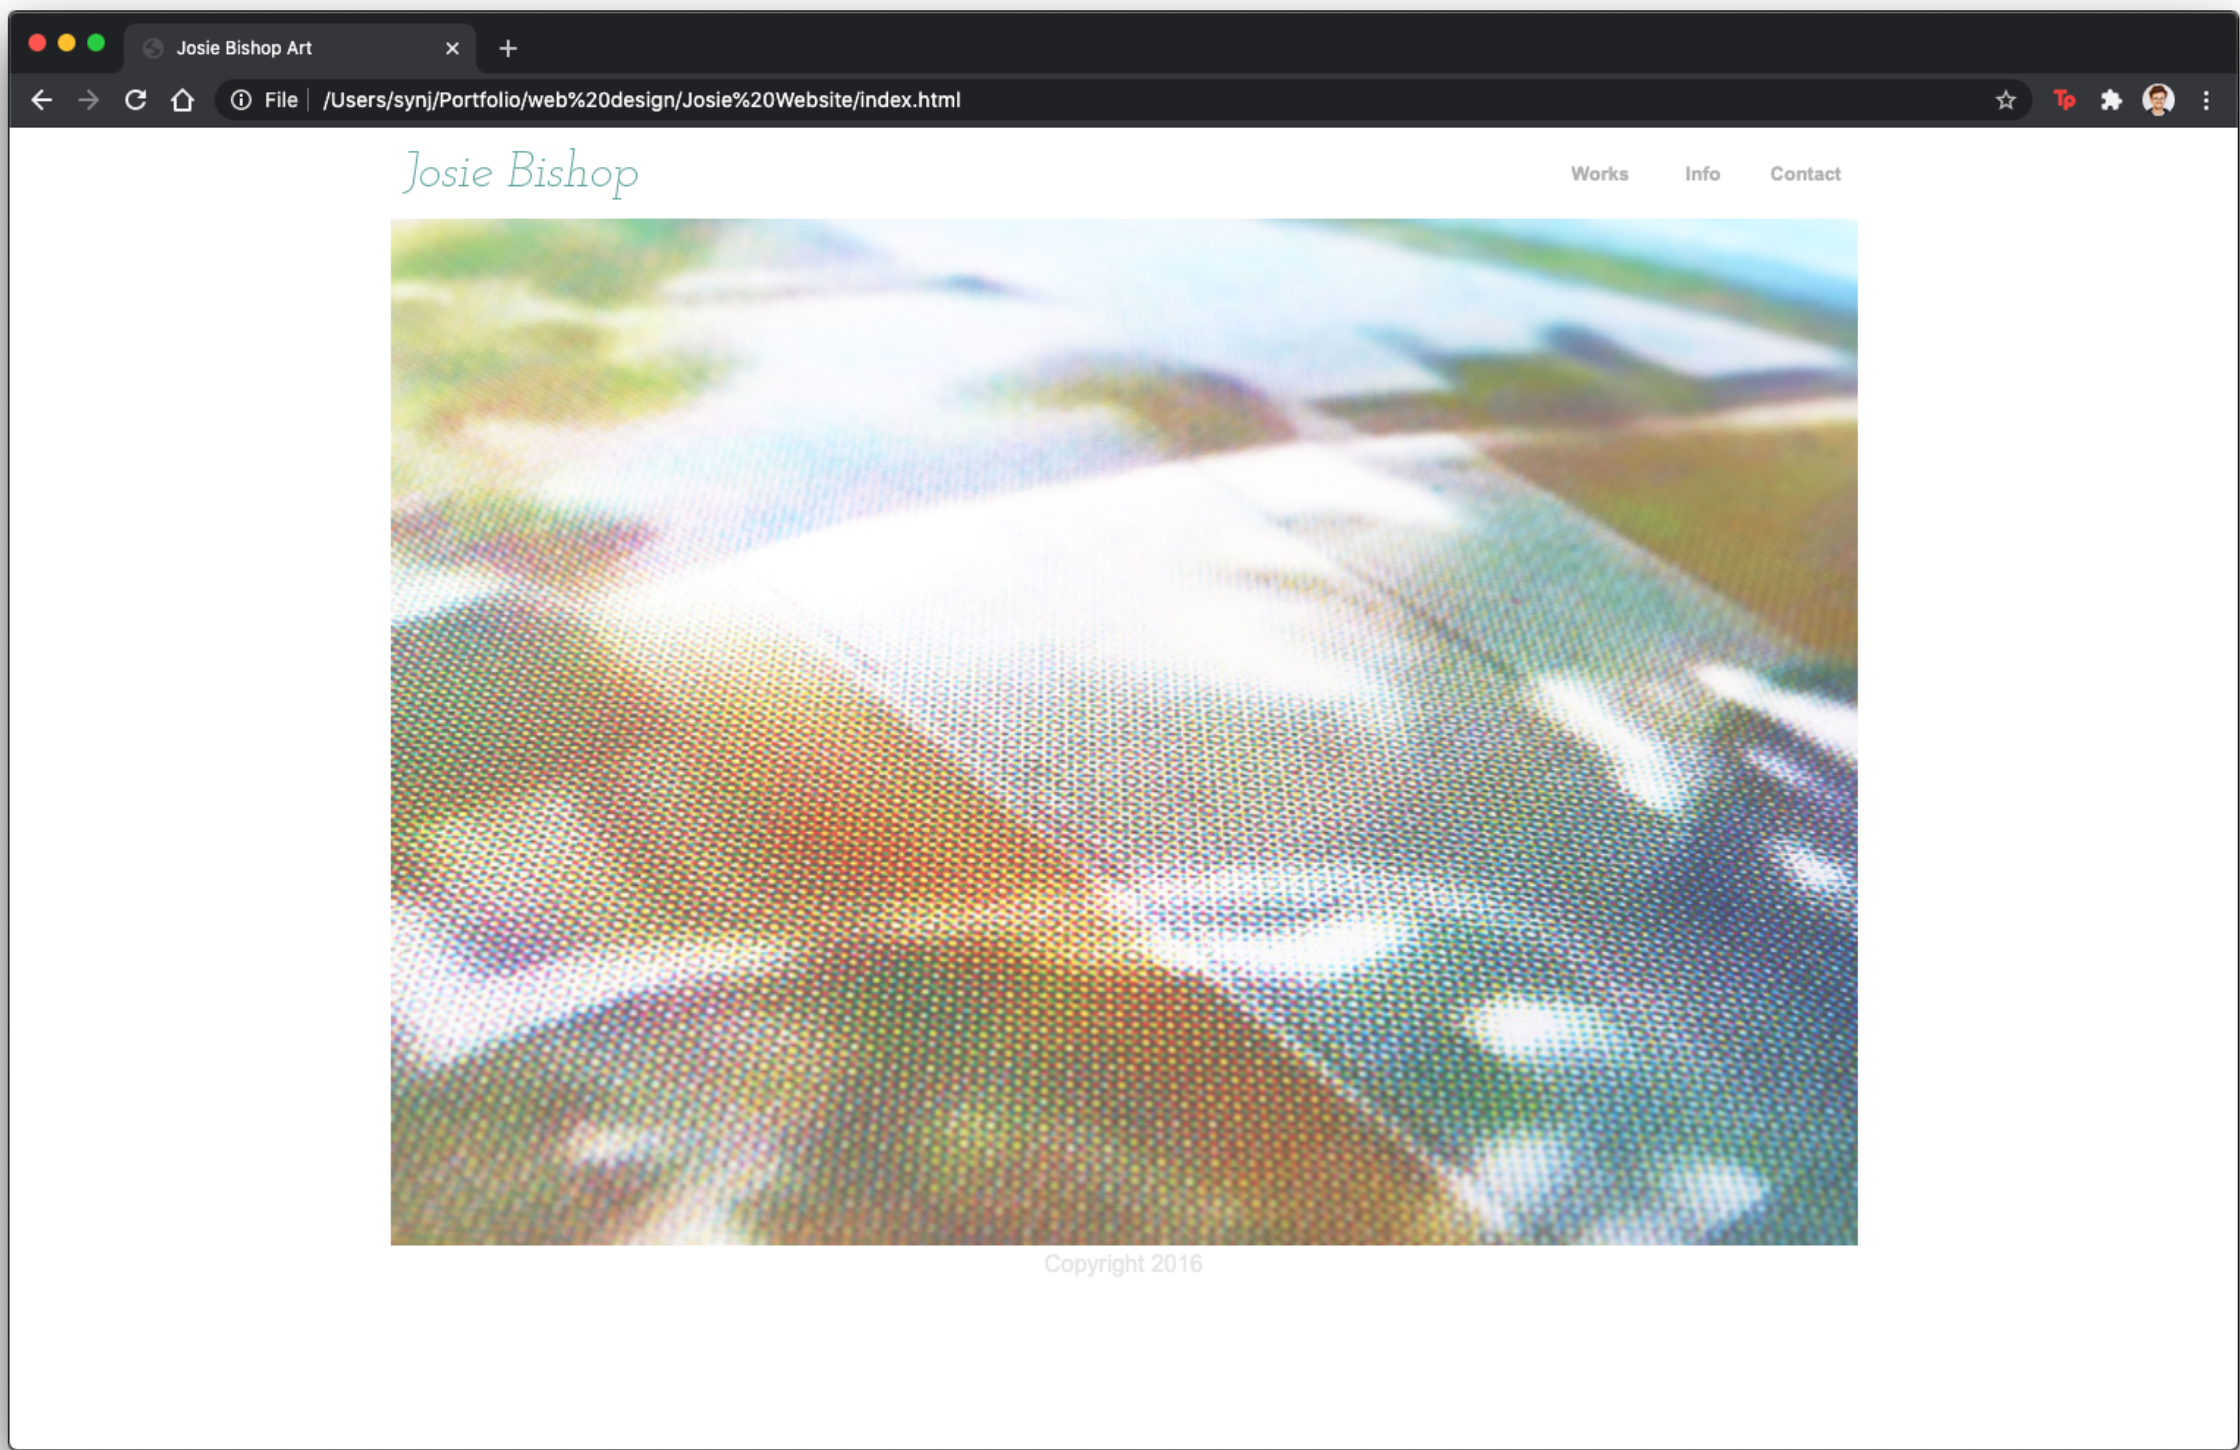 Josie Bishop Art
File /Users/synj/Portfolio/web%20design/Josie%20Website/index.html
Tp
Josie Bishop
Works Info Contact
Copyright 2016